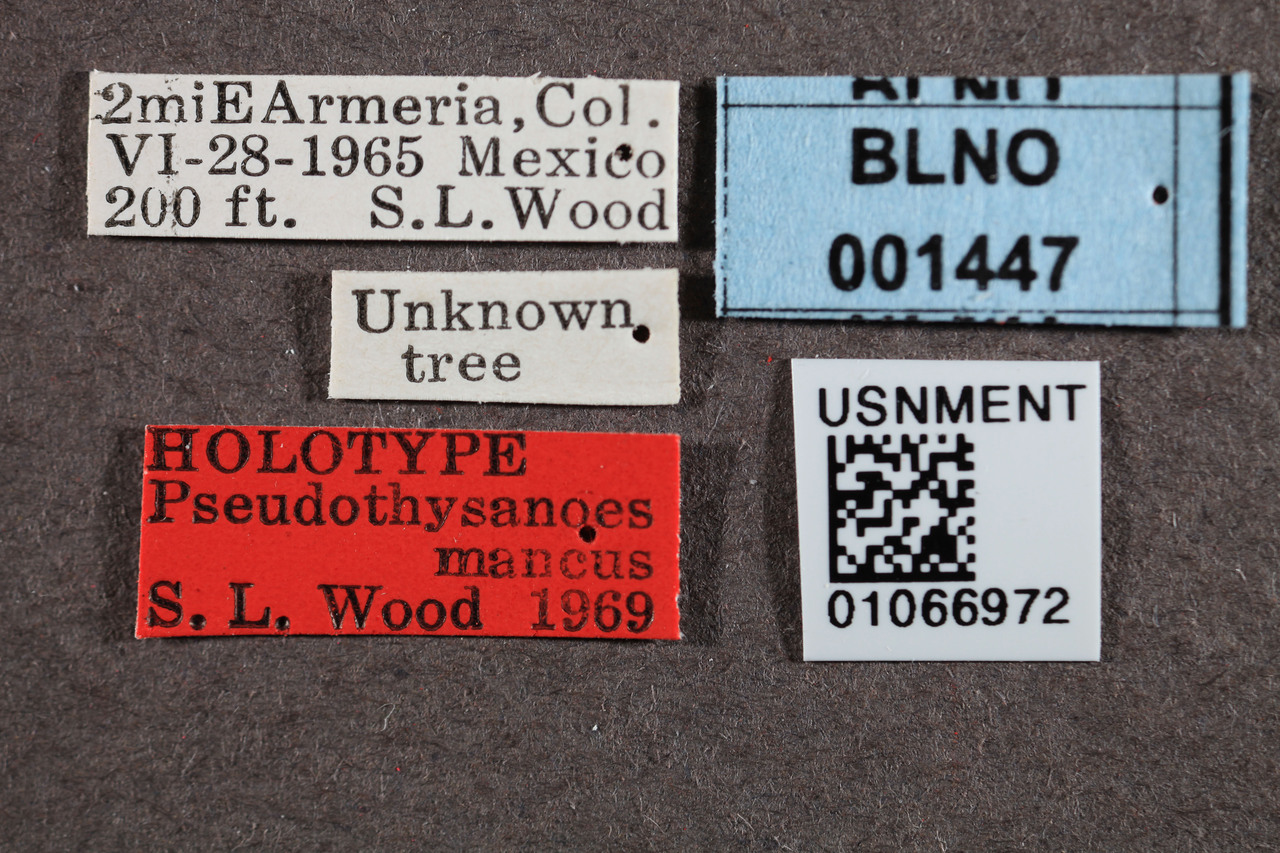 2miEArmeria, Col.
VI-28-1965 Mexico
200 ft. S.L. Wood
Unknown
tree
HOLOTYPE
Pseudothysanoes
mancus
S. L. Wood 1969
BLNO
001447
USNMENT
01066972